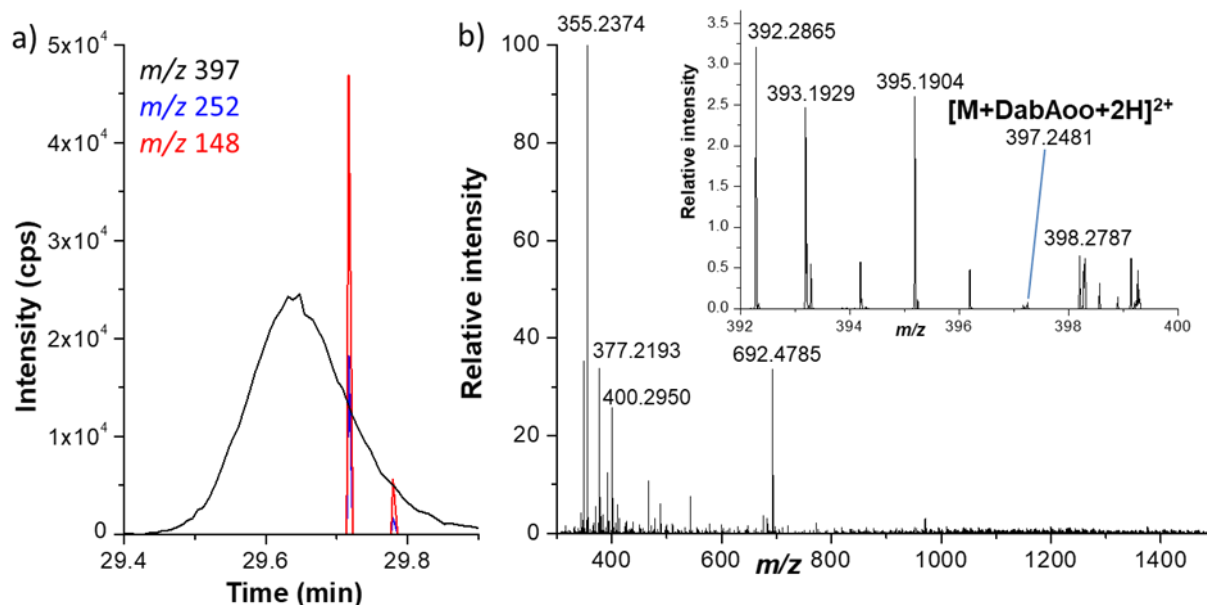 a)
m/z 397
m/z 252
m/z 148
5x10⁴
4x10⁴
3x10⁴
2x10⁴
1x10⁴
0
Intensity (cps)
29.4 29.6 29.8
Time (min)
b)
355.2374
377.2193
400.2950
692.4785
100
80
60
40
20
0
Relative intensity
400 600 800 1000 1200 1400
m/z
3.5
3.0
2.5
2.0
1.5
1.0
0.5
0.0
Relative intensity
392.2865
393.1929
395.1904
[M+DabAoo+2H]²⁺
397.2481
398.2787
392 394 396 398 400
m/z